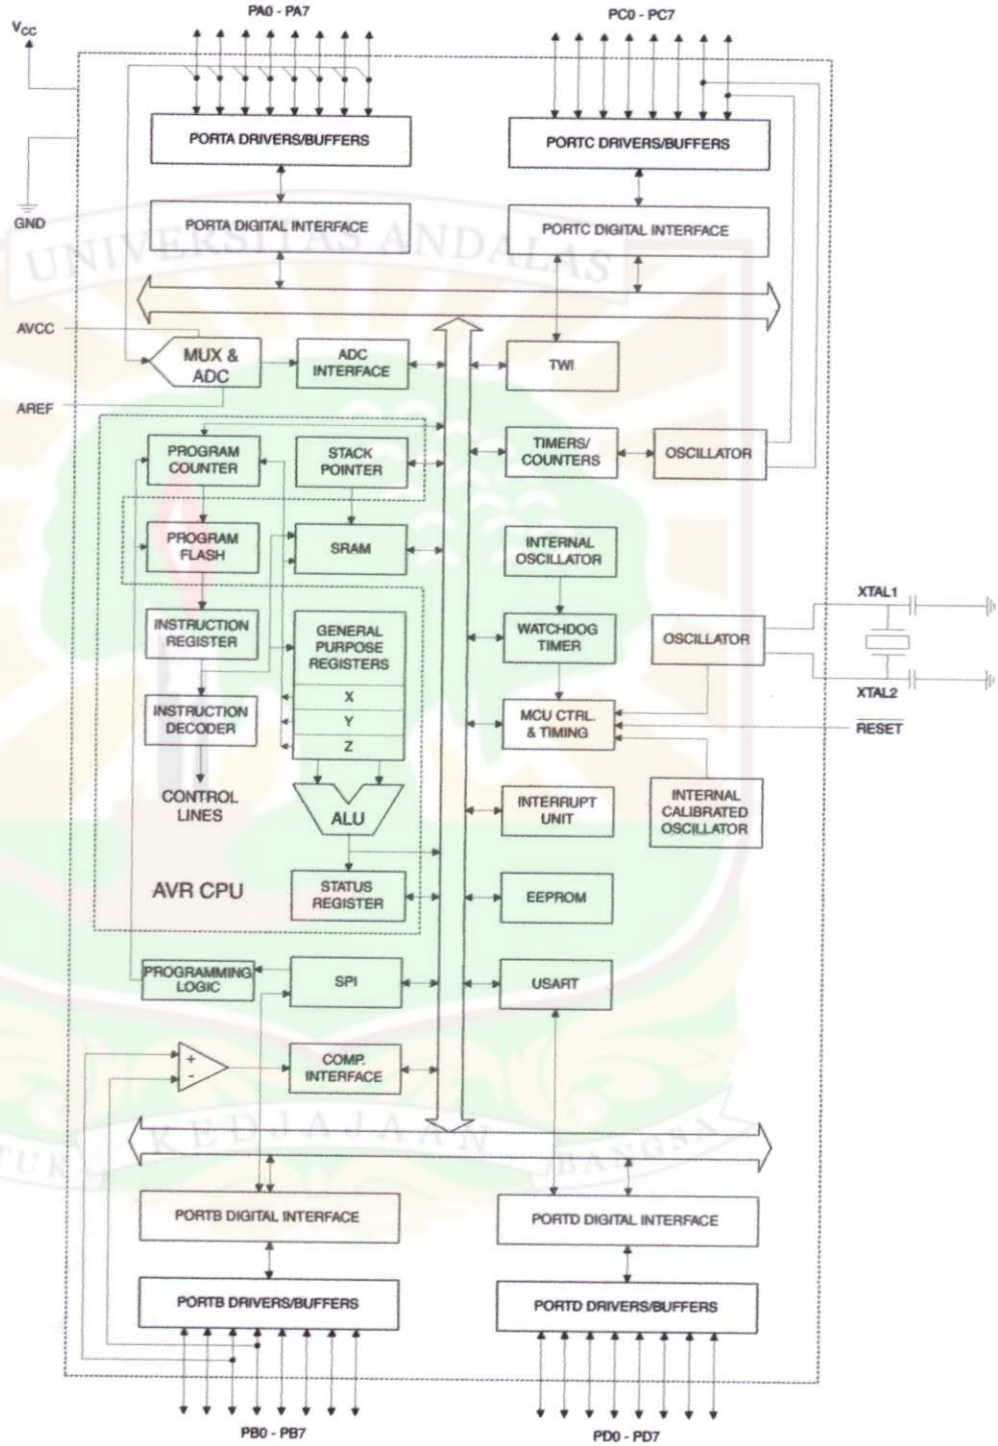 PA0 - PA7
PC0 - PC7
VCC
PORTA DRIVERS/BUFFERS
PORTC DRIVERS/BUFFERS
GND
PORTA DIGITAL INTERFACE
PORTC DIGITAL INTERFACE
UNIVERSITAS ANDALAS
AVCC
MUX &
ADC
ADC
INTERFACE
TWI
AREF
PROGRAM
COUNTER
STACK
POINTER
TIMERS/
COUNTERS
OSCILLATOR
PROGRAM
FLASH
SRAM
INTERNAL
OSCILLATOR
XTAL1
INSTRUCTION
REGISTER
GENERAL
PURPOSE
REGISTERS
WATCHDOG
TIMER
OSCILLATOR
X
XTAL2
INSTRUCTION
DECODER
Y
MCU CTRL.
& TIMING
RESET
Z
CONTROL
LINES
ALU
INTERRUPT
UNIT
INTERNAL
CALIBRATED
OSCILLATOR
AVR CPU
STATUS
REGISTER
EEPROM
PROGRAMMING
LOGIC
SPI
USART
+
-
COMP.
INTERFACE
TUK KEDJAJAAN BANGSA
PORTB DIGITAL INTERFACE
PORTD DIGITAL INTERFACE
PORTB DRIVERS/BUFFERS
PORTD DRIVERS/BUFFERS
PB0 - PB7
PD0 - PD7